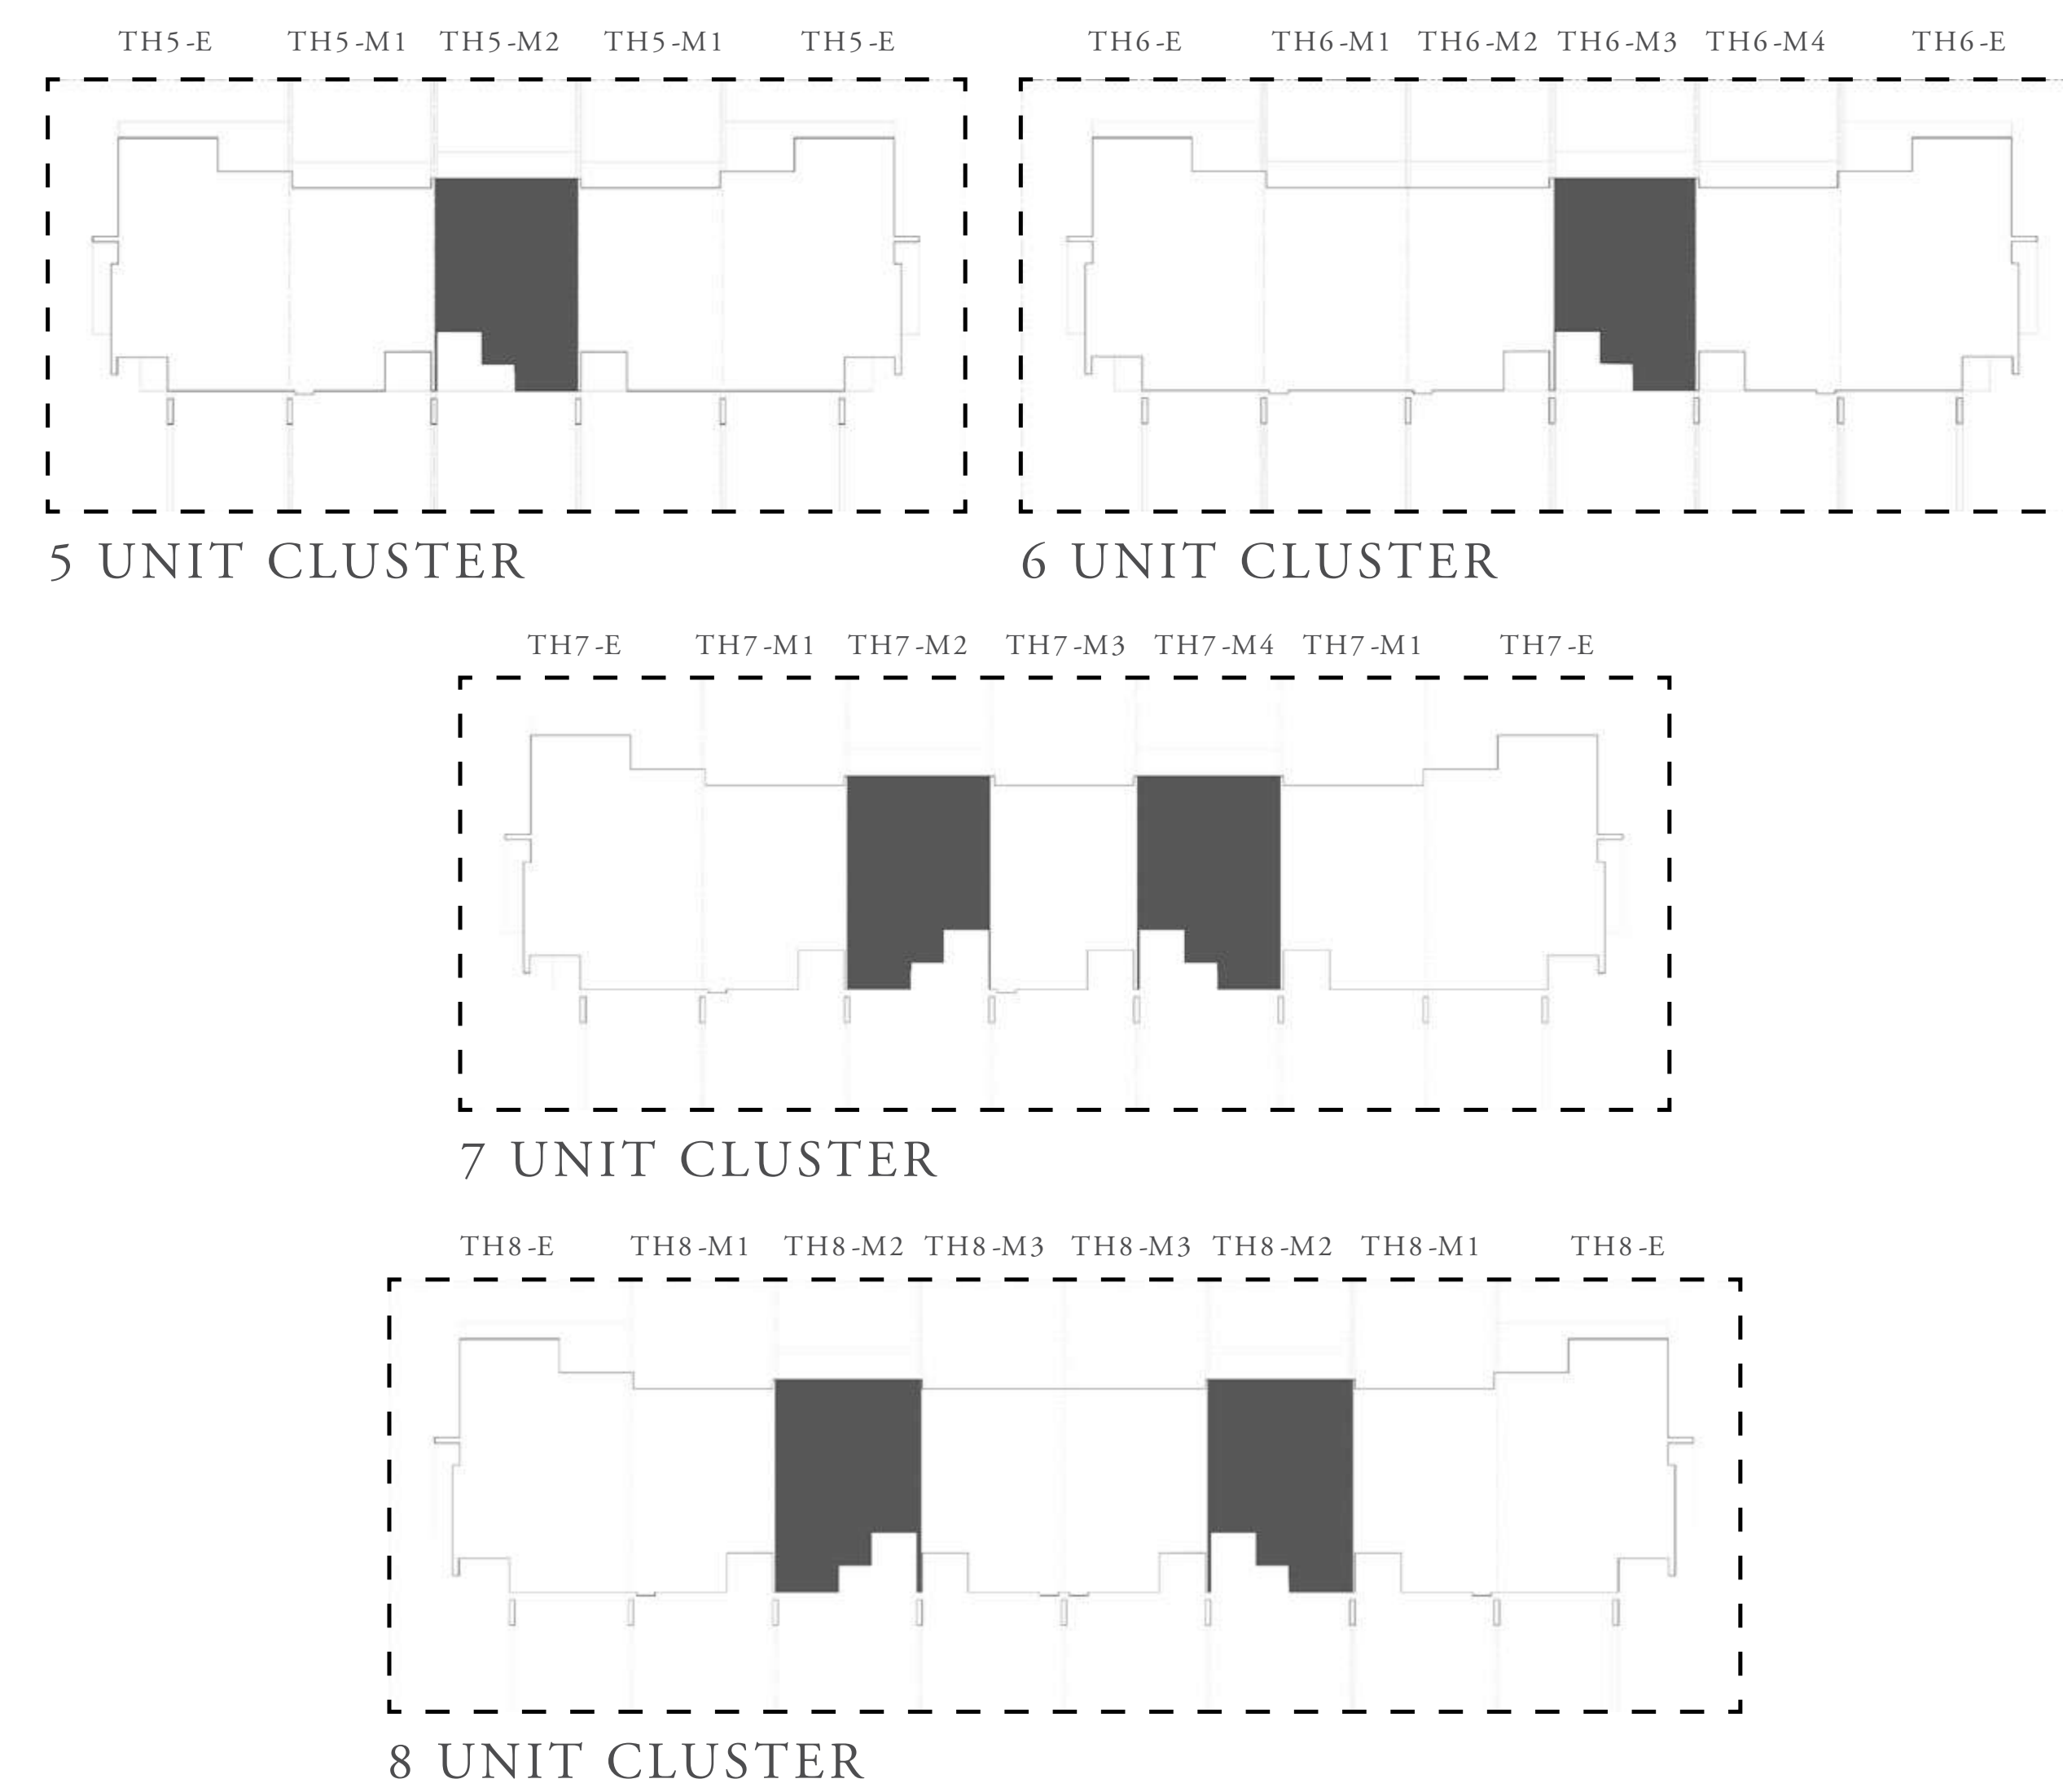 TH5-E TH5-M1 TH5-M2 TH5-M1 TH5-E
5 UNIT CLUSTER
TH6-E TH6-M1 TH6-M2 TH6-M3 TH6-M4 TH6-E
6 UNIT CLUSTER
TH7-E TH7-M1 TH7-M2 TH7-M3 TH7-M4 TH7-M1 TH7-E
7 UNIT CLUSTER
TH8-E TH8-M1 TH8-M2 TH8-M3 TH8-M3 TH8-M2 TH8-M1 TH8-E
8 UNIT CLUSTER